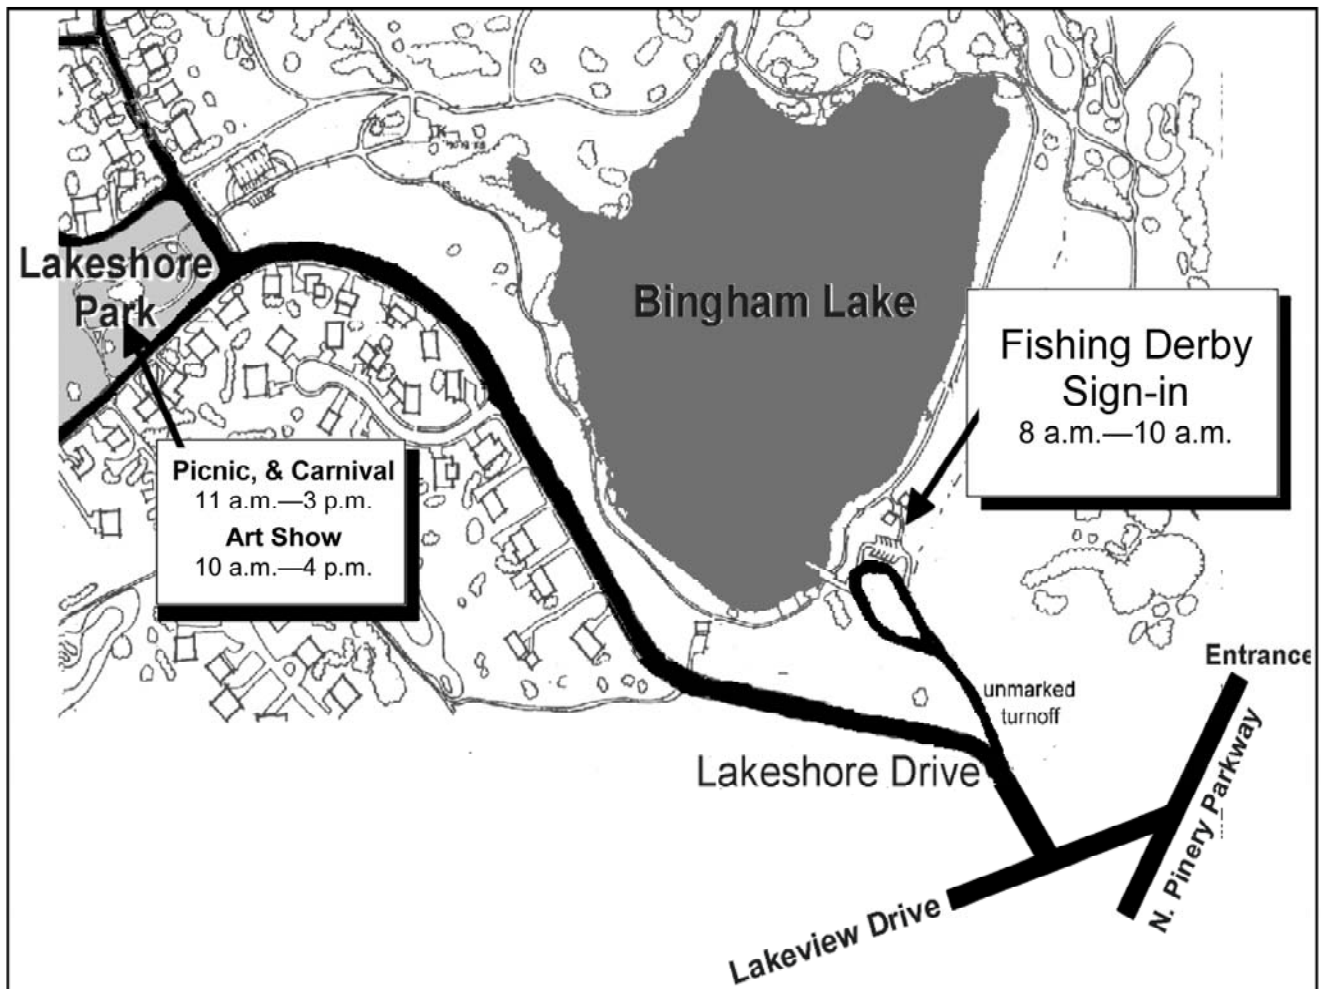 Lakeshore
Park
Bingham Lake
Fishing Derby
Sign-in
8 a.m.—10 a.m.
Picnic, & Carnival
11 a.m.—3 p.m.
Art Show
10 a.m.—4 p.m.
Entrance
unmarked
turnoff
N. Pinery Parkway
Lakeshore Drive
Lakeview Drive